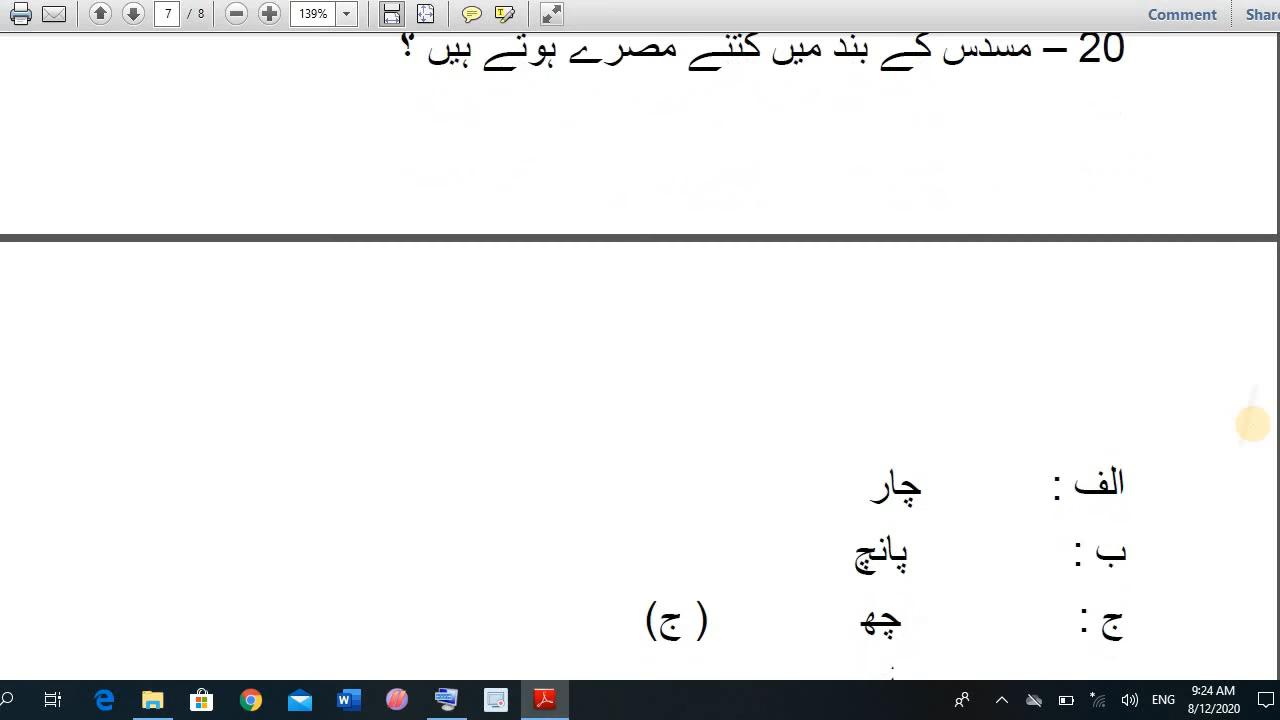 7 / 8
139%
Comment
Shar
20 – مسدس کے بند میں کتنے مصرے ہوتے ہیں ؟
الف : چار
ب : پانچ
ج : چھ ( ج)
ENG
9:24 AM
8/12/2020